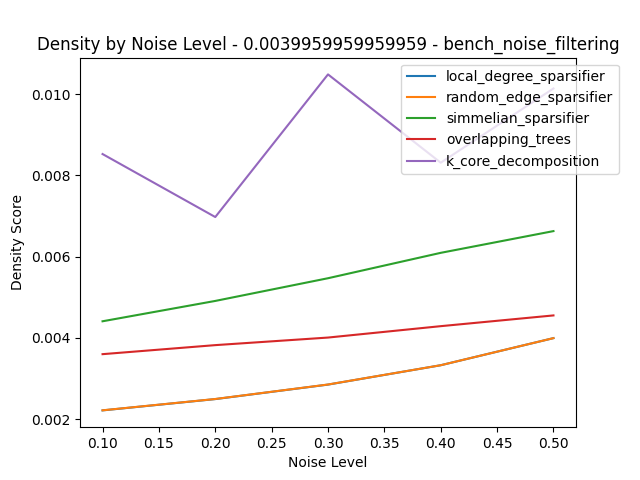 Density by Noise Level - 0.0039959959959959 - bench_noise_filtering
local_degree_sparsifier
random_edge_sparsifier
simmelian_sparsifier
overlapping_trees
k_core_decomposition
Density Score
0.010
0.008
0.006
0.004
0.002
0.10 0.15 0.20 0.25 0.30 0.35 0.40 0.45 0.50
Noise Level